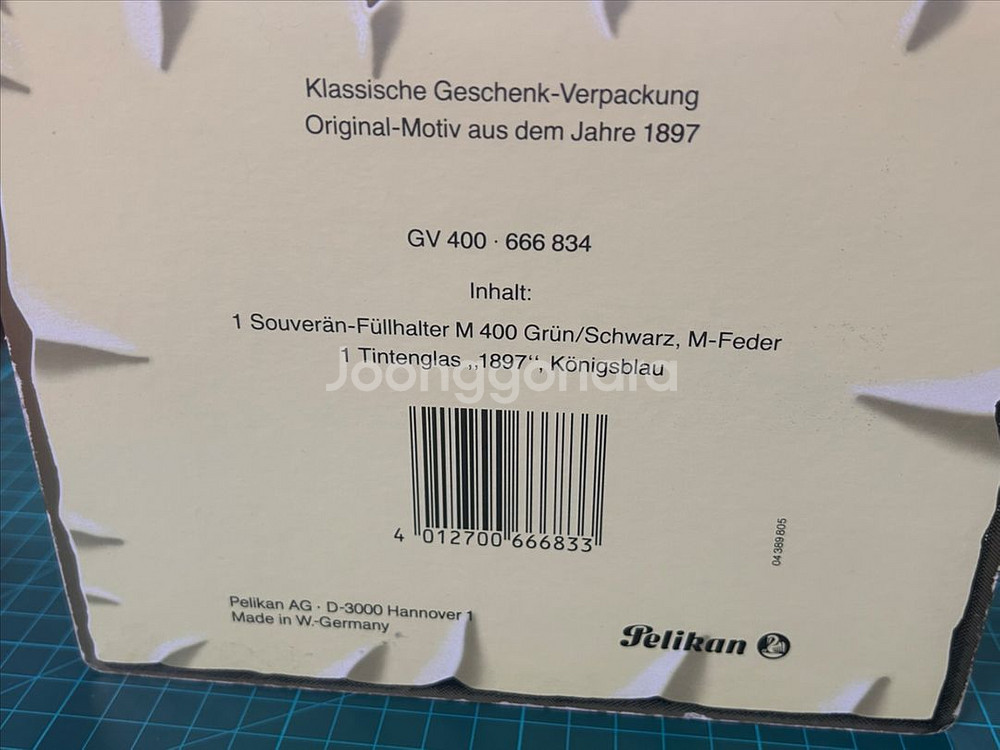 Klassische Geschenk-Verpackung
Original-Motiv aus dem Jahre 1897
GV 400 · 666 834
Inhalt:
1 Souverän-Füllhalter M 400 Grün/Schwarz, M-Feder
1 Tintenglas „1897“, Königsblau
Joonggonara
4 012700 666833
04 389 805
Pelikan AG · D-3000 Hannover 1
Made in W.-Germany
Pelikan